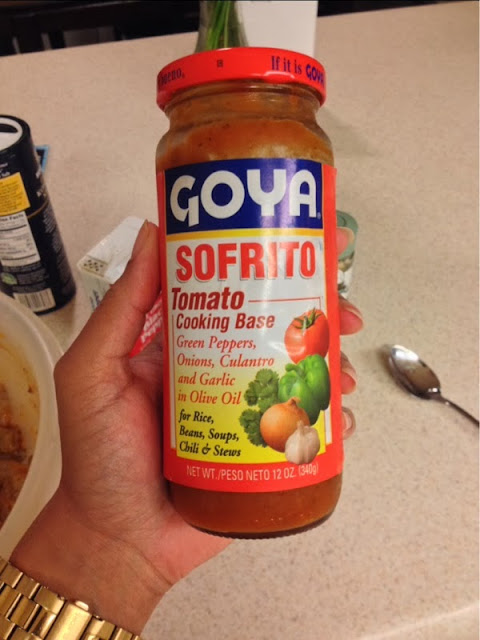 ueno, If it is GOYA
GOYA®
SOFRITO
Tomato
Cooking Base
Green Peppers,
Onions, Culantro
and Garlic
in Olive Oil
for Rice,
Beans, Soups,
Chili & Stews
NET WT./PESO NETO 12 OZ. (340g)